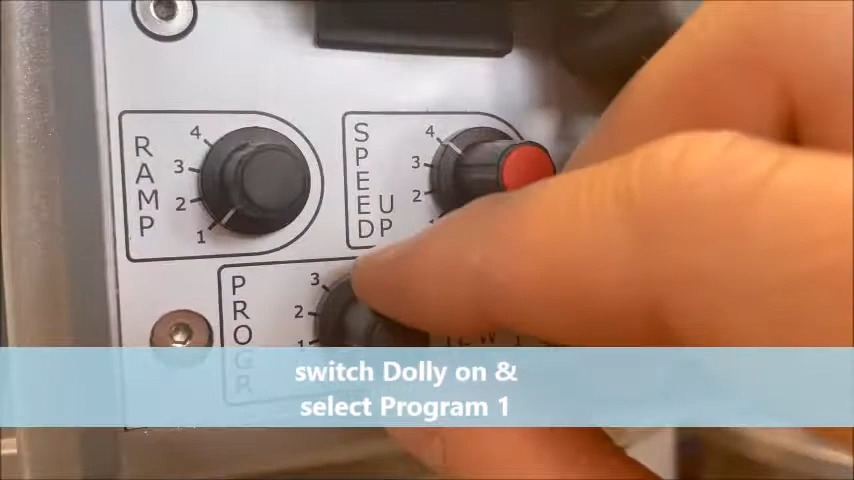 RAMP
4
3
2
1
SPEED
UP
4
3
2
PROGR
3
2
1
switch Dolly on &
select Program 1